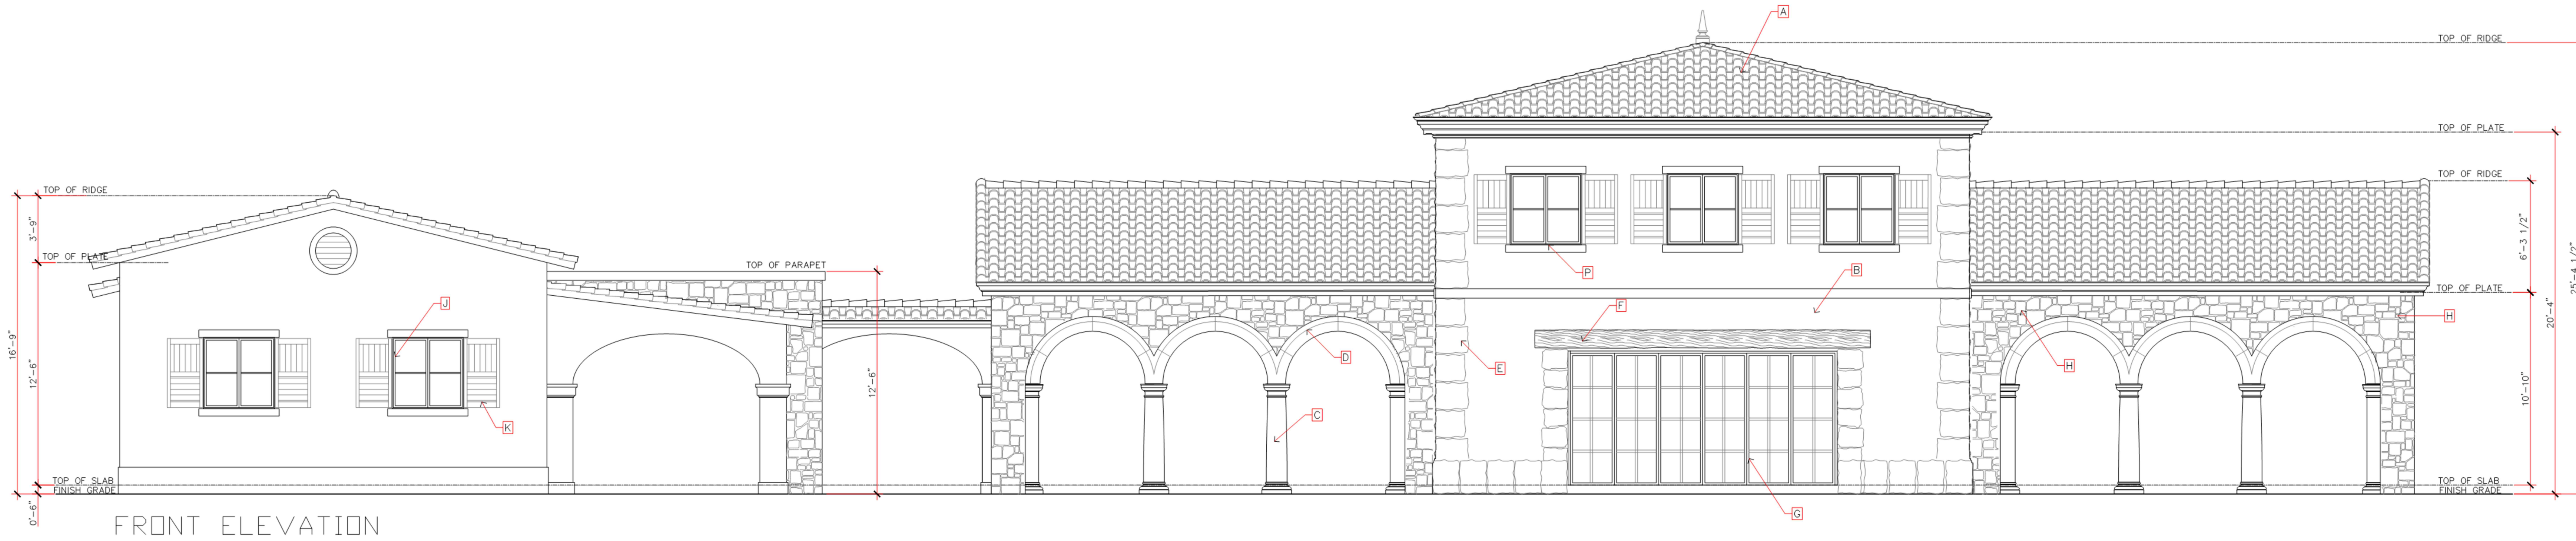 A
TOP OF RIDGE
TOP OF PLATE
TOP OF RIDGE
TOP OF RIDGE
3'-9"
TOP OF PLATE
TOP OF PARAPET
P
B
6'-3 1/2"
25'-4 1/2"
TOP OF PLATE
J
F
H
20'-4"
16'-9"
12'-6"
12'-6"
D
E
H
10'-10"
K
C
TOP OF SLAB
FINISH GRADE
TOP OF SLAB
FINISH GRADE
0'-6"
G
FRONT ELEVATION